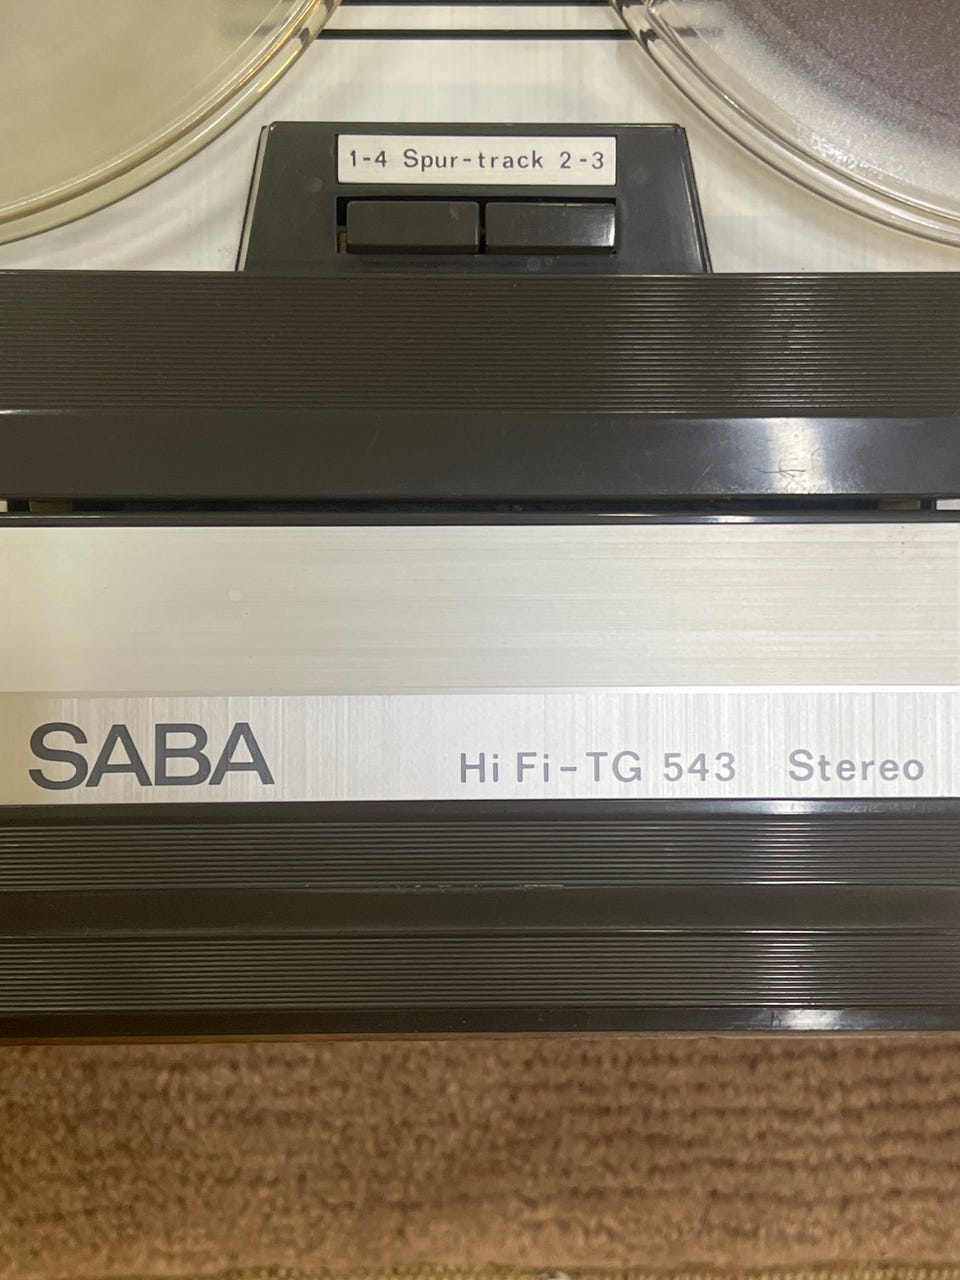 1-4 Spur-track 2-3
SABA
Hi Fi-TG 543 Stereo